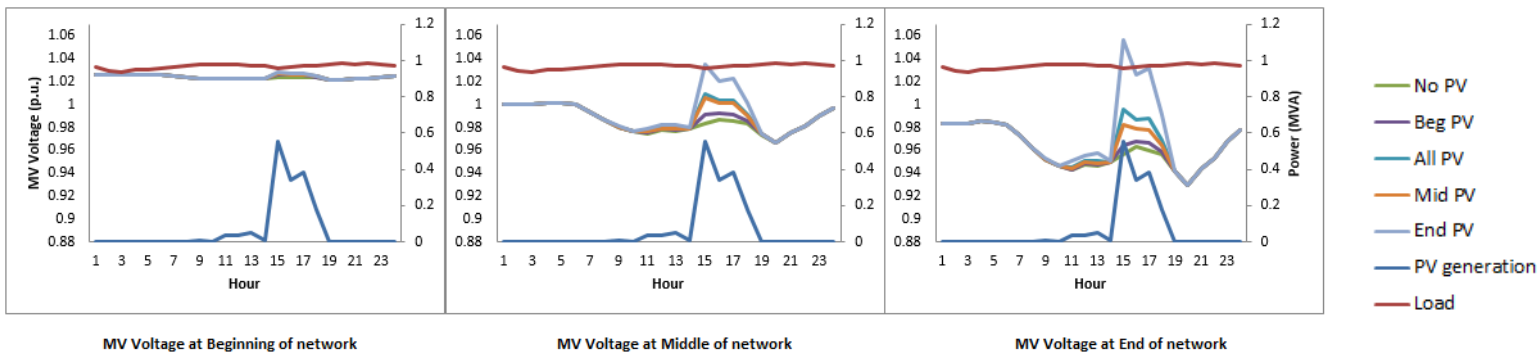 MV Voltage (p.u.)
1.06
1.04
1.02
1
0.98
0.96
0.94
0.92
0.9
0.88
1.2
1
0.8
0.6
0.4
0.2
0
1 3 5 7 9 11 13 15 17 19 21 23
Hour
1.06
1.04
1.02
1
0.98
0.96
0.94
0.92
0.9
0.88
1.2
1
0.8
0.6
0.4
0.2
0
1 3 5 7 9 11 13 15 17 19 21 23
Hour
1.06
1.04
1.02
1
0.98
0.96
0.94
0.92
0.9
0.88
1.2
1
0.8
0.6
0.4
0.2
0
Power (MVA)
1 3 5 7 9 11 13 15 17 19 21 23
Hour
No PV
Beg PV
All PV
Mid PV
End PV
PV generation
Load
MV Voltage at Beginning of network
MV Voltage at Middle of network
MV Voltage at End of network